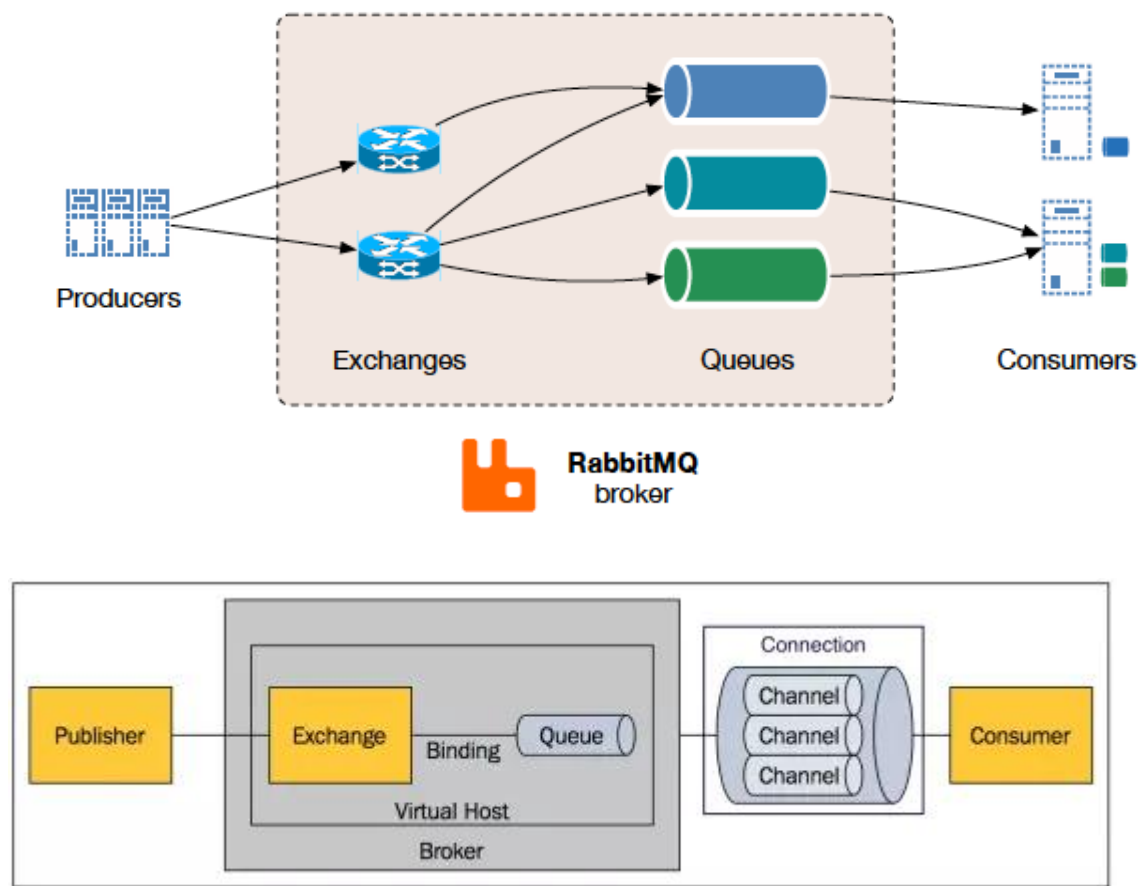 Producers
Exchanges
Queues
Consumers
RabbitMQ
broker
Connection
Channel
Publisher
Exchange
Binding
Queue
Channel
Consumer
Channel
Virtual Host
Broker